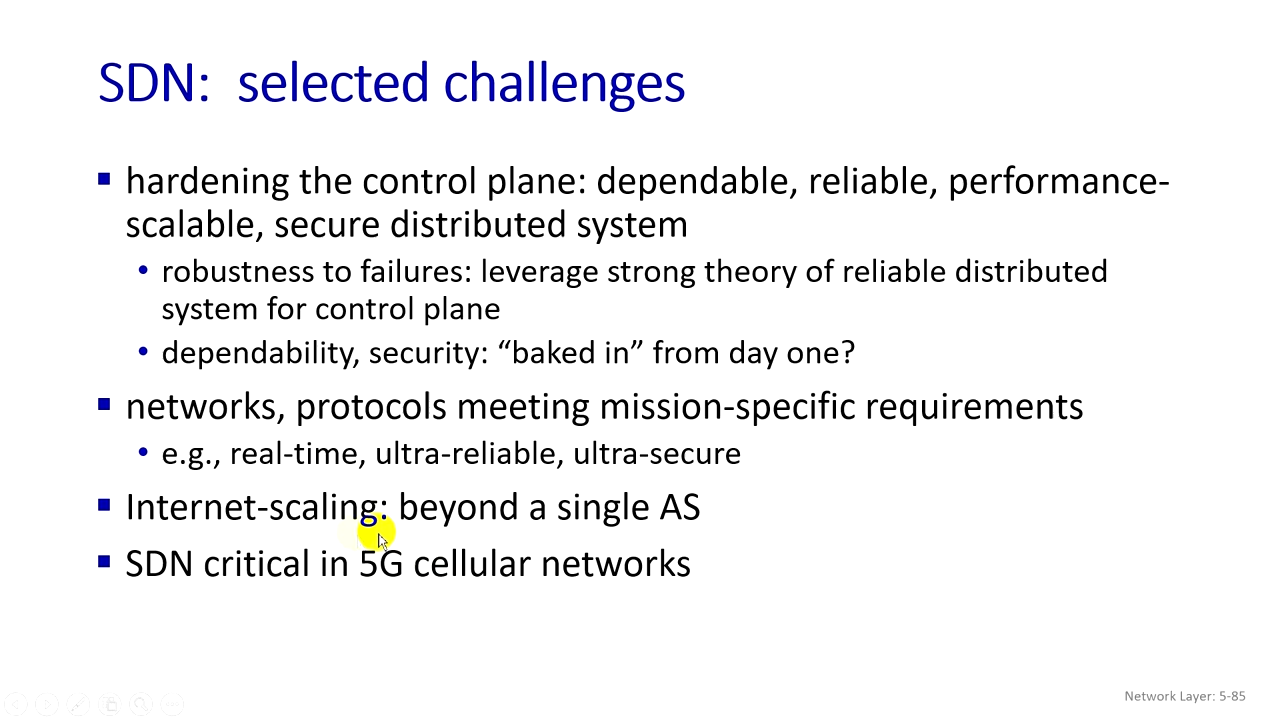 SDN: selected challenges
▪ hardening the control plane: dependable, reliable, performance-
scalable, secure distributed system
• robustness to failures: leverage strong theory of reliable distributed
system for control plane
• dependability, security: “baked in” from day one?
▪ networks, protocols meeting mission-specific requirements
• e.g., real-time, ultra-reliable, ultra-secure
▪ Internet-scaling: beyond a single AS
▪ SDN critical in 5G cellular networks
Network Layer: 5-85